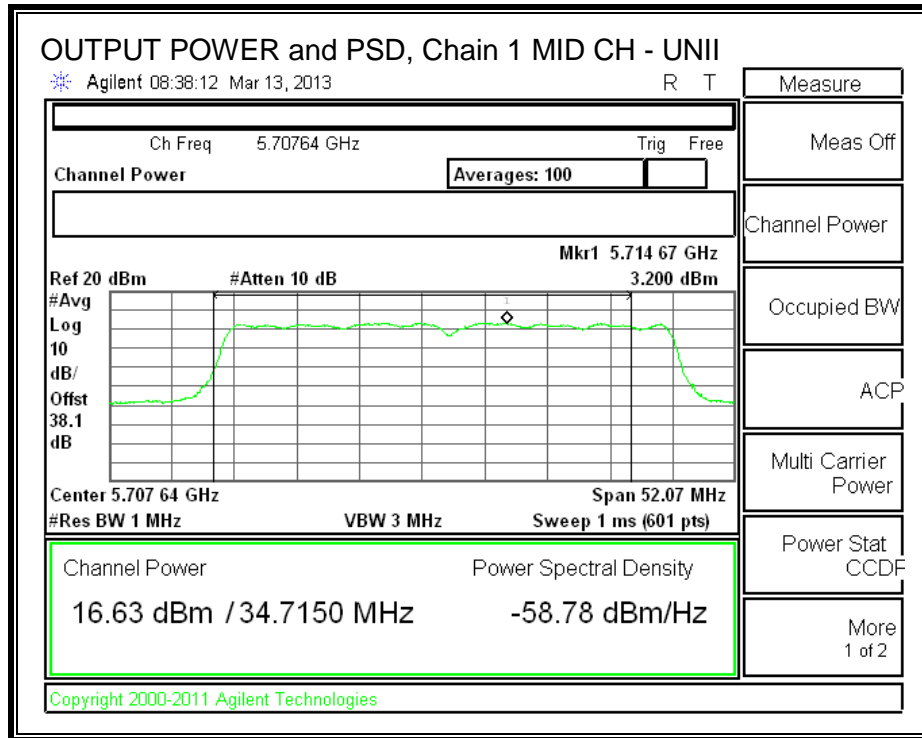 OUTPUT POWER and PSD, Chain 1 MID CH - UNII
Agilent 08:38:12 Mar 13, 2013 R T
Measure
Ch Freq 5.70764 GHz Trig Free
Meas Off
Channel Power Averages: 100
Channel Power
Mkr1 5.714 67 GHz
Ref 20 dBm #Atten 10 dB 3.200 dBm
#Avg
Log
10
dB/
Offst
38.1
dB
1
Occupied BW
ACP
Multi Carrier
Power
Center 5.707 64 GHz Span 52.07 MHz
#Res BW 1 MHz VBW 3 MHz Sweep 1 ms (601 pts)
Power Stat
CCDF
Channel Power Power Spectral Density
16.63 dBm / 34.7150 MHz -58.78 dBm/Hz
More
1 of 2
Copyright 2000-2011 Agilent Technologies